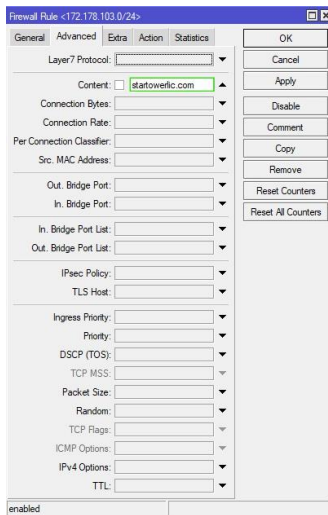 Firewall Rule <172.178.103.0/24>
General Advanced Extra Action Statistics
OK
Layer7 Protocol:
Cancel
Content: startowerlic.com
Apply
Connection Bytes:
Disable
Connection Rate:
Comment
Per Connection Classifier:
Copy
Src. MAC Address:
Remove
Out. Bridge Port:
Reset Counters
In. Bridge Port:
Reset All Counters
In. Bridge Port List:
Out. Bridge Port List:
IPsec Policy:
TLS Host:
Ingress Priority:
Priority:
DSCP (TOS):
TCP MSS:
Packet Size:
Random:
TCP Flags:
ICMP Options:
IPv4 Options:
TTL:
enabled